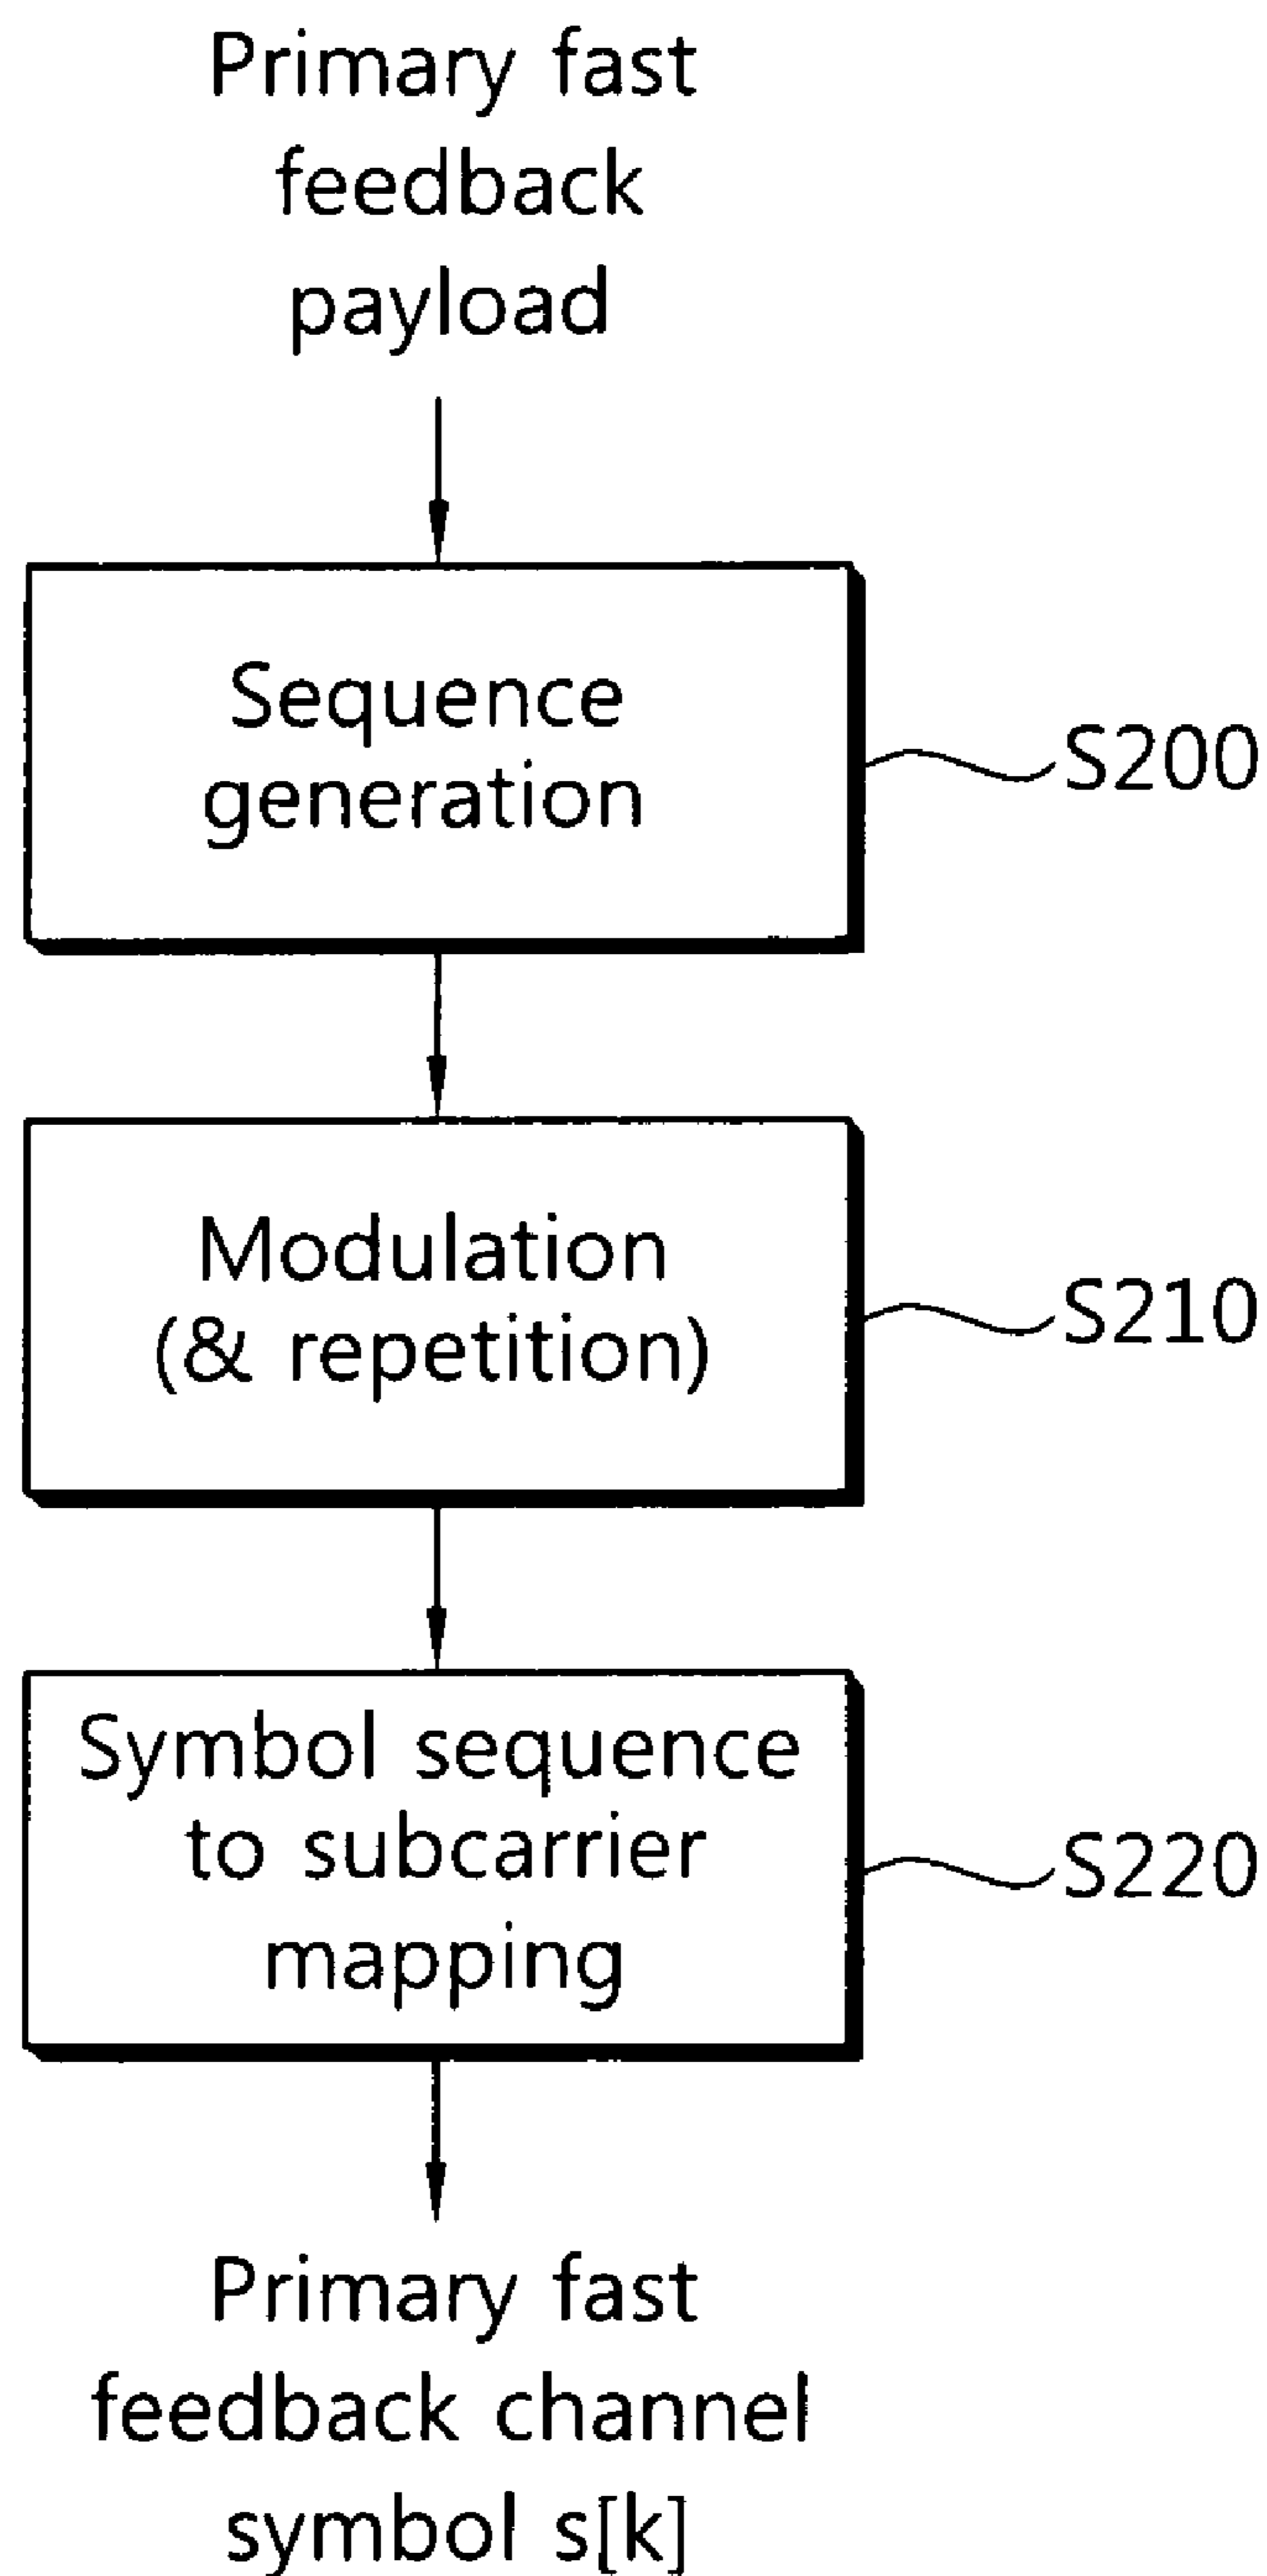 Primary fast
feedback
payload
Sequence
generation
S200
Modulation
(& repetition)
S210
Symbol sequence
to subcarrier
mapping
S220
Primary fast
feedback channel
symbol s[k]